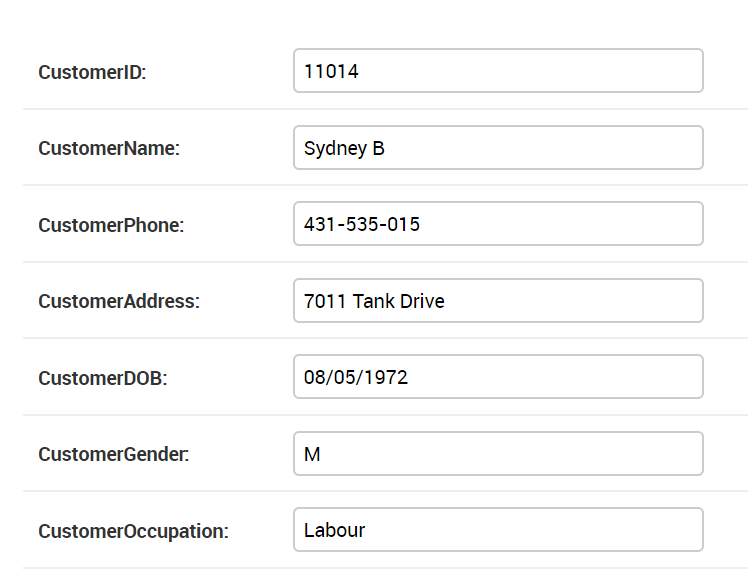 CustomerID: 11014
CustomerName: Sydney B
CustomerPhone: 431-535-015
CustomerAddress: 7011 Tank Drive
CustomerDOB: 08/05/1972
CustomerGender: M
CustomerOccupation: Labour